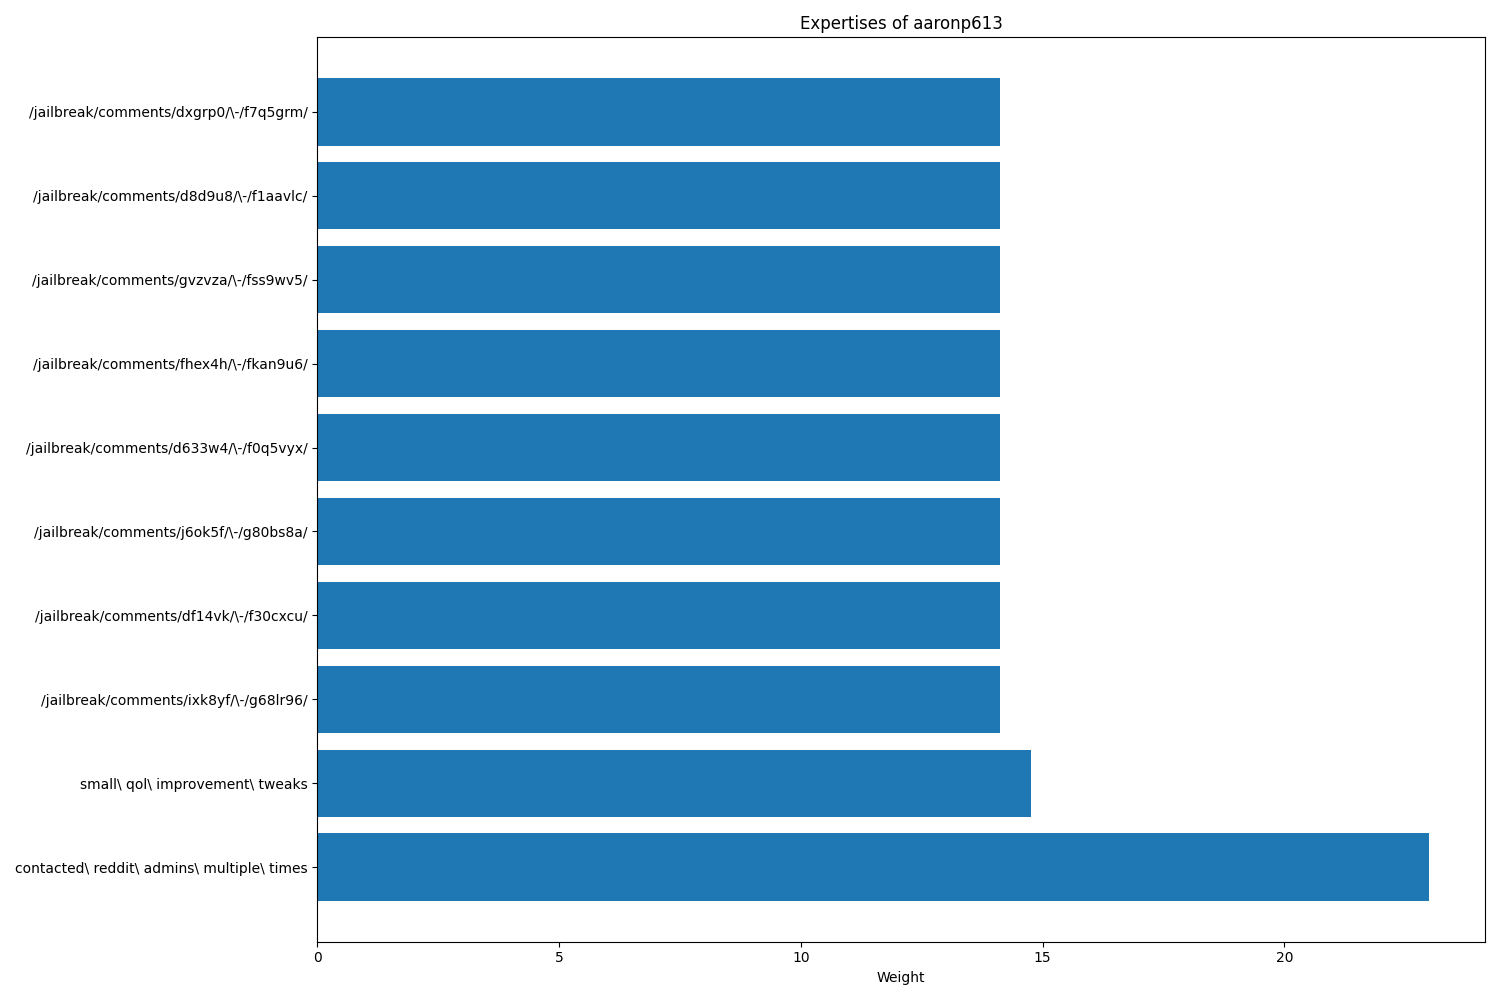 Expertises of aaronp613
/jailbreak/comments/dxgrp0/\-/f7q5grm/
/jailbreak/comments/d8d9u8/\-/f1aavlc/
/jailbreak/comments/gvzvza/\-/fss9wv5/
/jailbreak/comments/fhex4h/\-/fkan9u6/
/jailbreak/comments/d633w4/\-/f0q5vyx/
/jailbreak/comments/j6ok5f/\-/g80bs8a/
/jailbreak/comments/df14vk/\-/f30cxcu/
/jailbreak/comments/ixk8yf/\-/g68lr96/
small\ qol\ improvement\ tweaks
contacted\ reddit\ admins\ multiple\ times
0 5 10 15 20
Weight